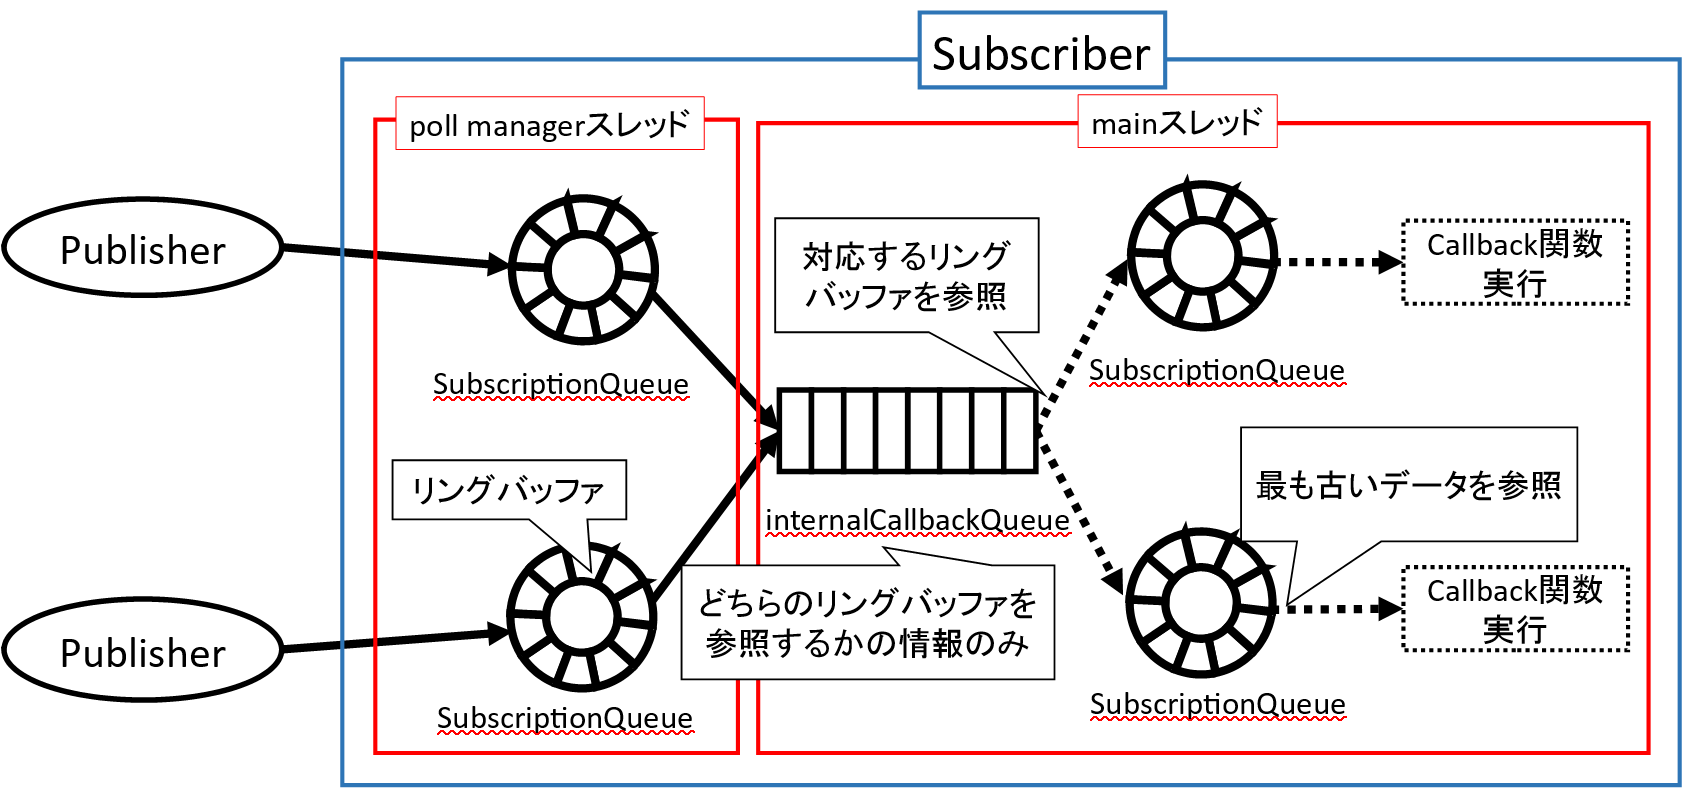 Subscriber
poll managerスレッド
mainスレッド
Publisher
対応するリング
バッファを参照
Callback関数
実行
SubscriptionQueue
SubscriptionQueue
リングバッファ
最も古いデータを参照
internalCallbackQueue
どちらのリングバッファを
参照するかの情報のみ
Callback関数
実行
Publisher
SubscriptionQueue
SubscriptionQueue